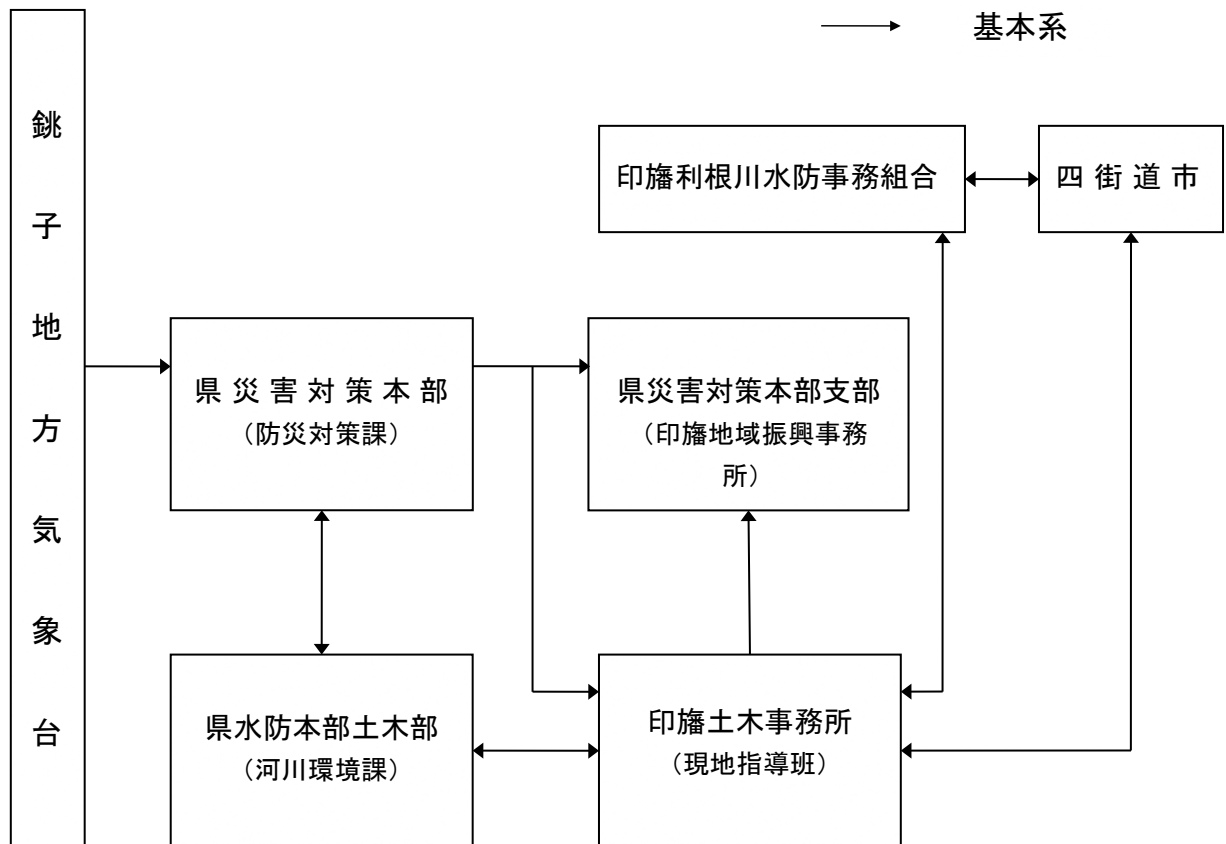 基本系
銚子地方気象台
印旛利根川水防事務組合
四街道市
県災害対策本部
（防災対策課）
県災害対策本部支部
（印旛地域振興事務
所）
県水防本部土木部
（河川環境課）
印旛土木事務所
（現地指導班）